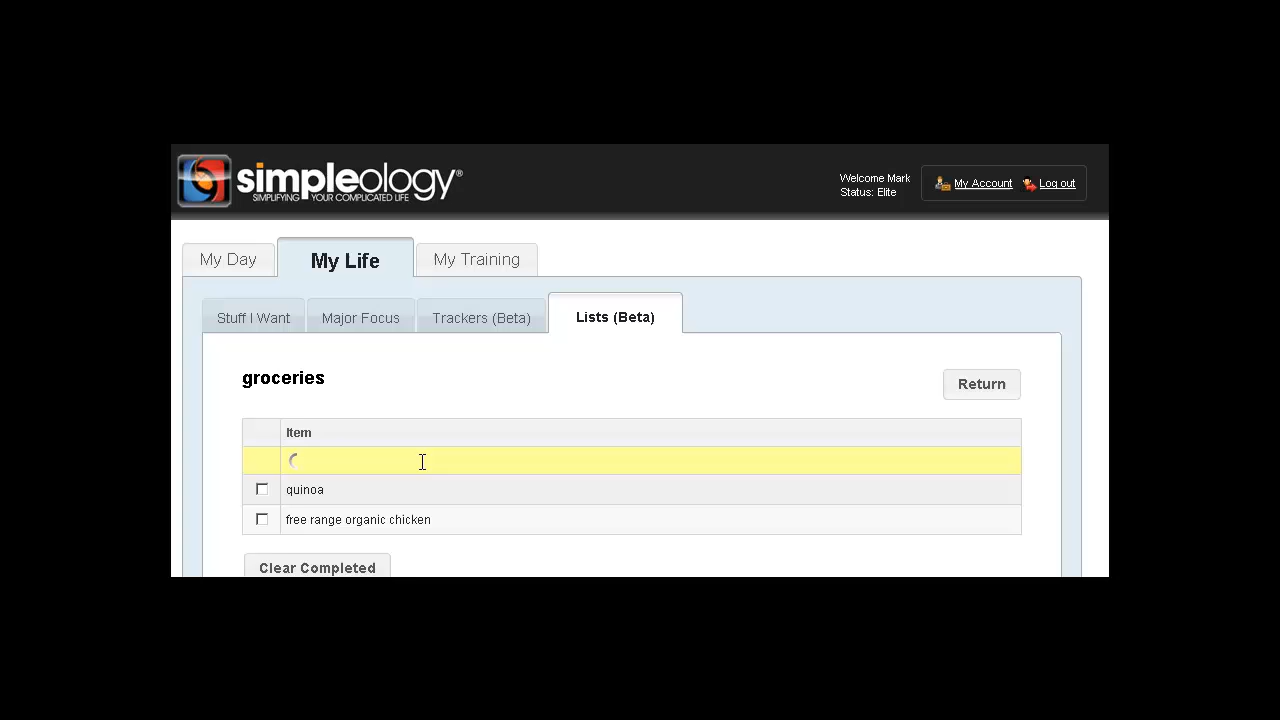 simpleology®
SIMPLIFYING YOUR COMPLICATED LIFE
Welcome Mark
Status: Elite
My Account
Log out
My Day
My Life
My Training
Stuff I Want
Major Focus
Trackers (Beta)
Lists (Beta)
groceries
Return
Item
quinoa
free range organic chicken
Clear Completed